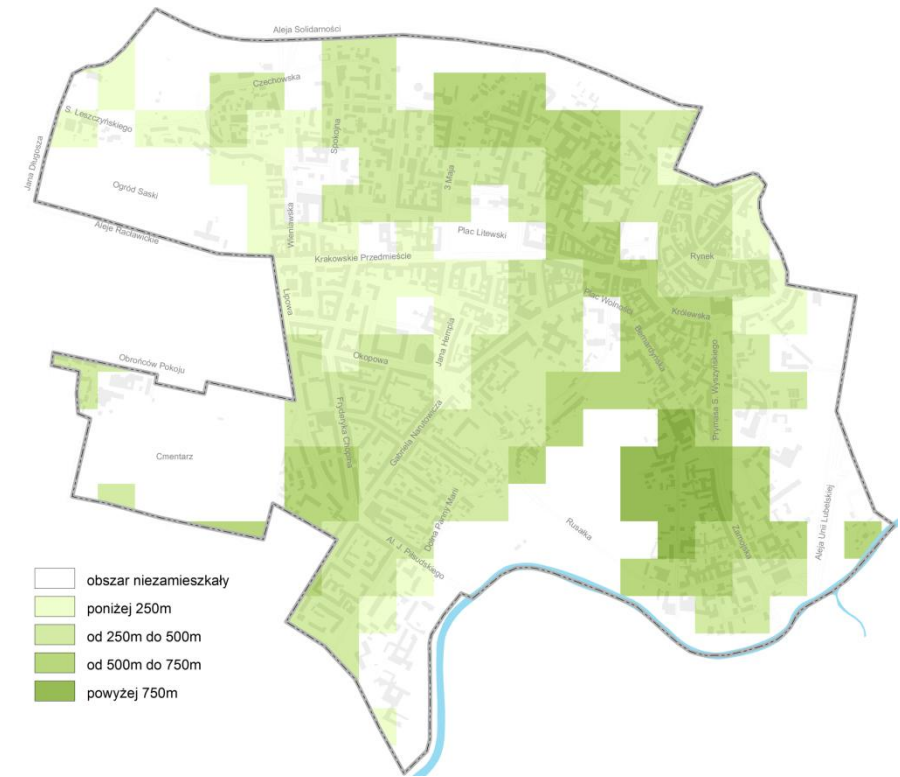 Aleja Solidarności
Czechowska
S. Leszczyńskiego
Spokojna
Jana Długosza
3 Maja
Ogród Saski
Wieniawska
Aleje Racławickie
Plac Litewski
Krakowskie Przedmieście
Rynek
Lipowa
Plac Wolności
Królewska
Bernardyńska
Jana Hempla
Okopowa
Obrońców Pokoju
Prymasa S. Wyszyńskiego
Fryderyka Chopina
Gabriela Narutowicza
Cmentarz
Dolna Panny Marii
Rusałka
Zamojska
Aleja Unii Lubelskiej
Al. J. Piłsudskiego
obszar niezamieszkały
poniżej 250m
od 250m do 500m
od 500m do 750m
powyżej 750m